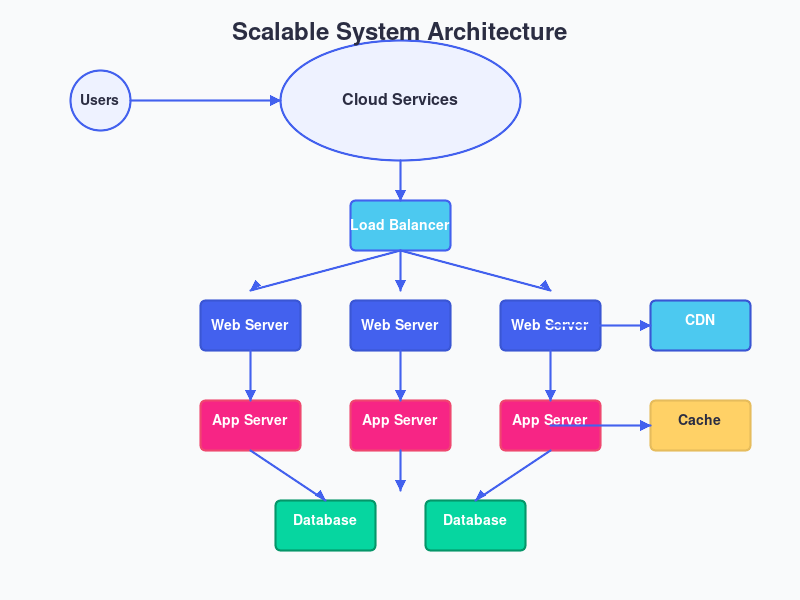 Scalable System Architecture
Users
Cloud Services
Load Balancer
Web Server
Web Server
Web Server
CDN
App Server
App Server
App Server
Cache
Database
Database